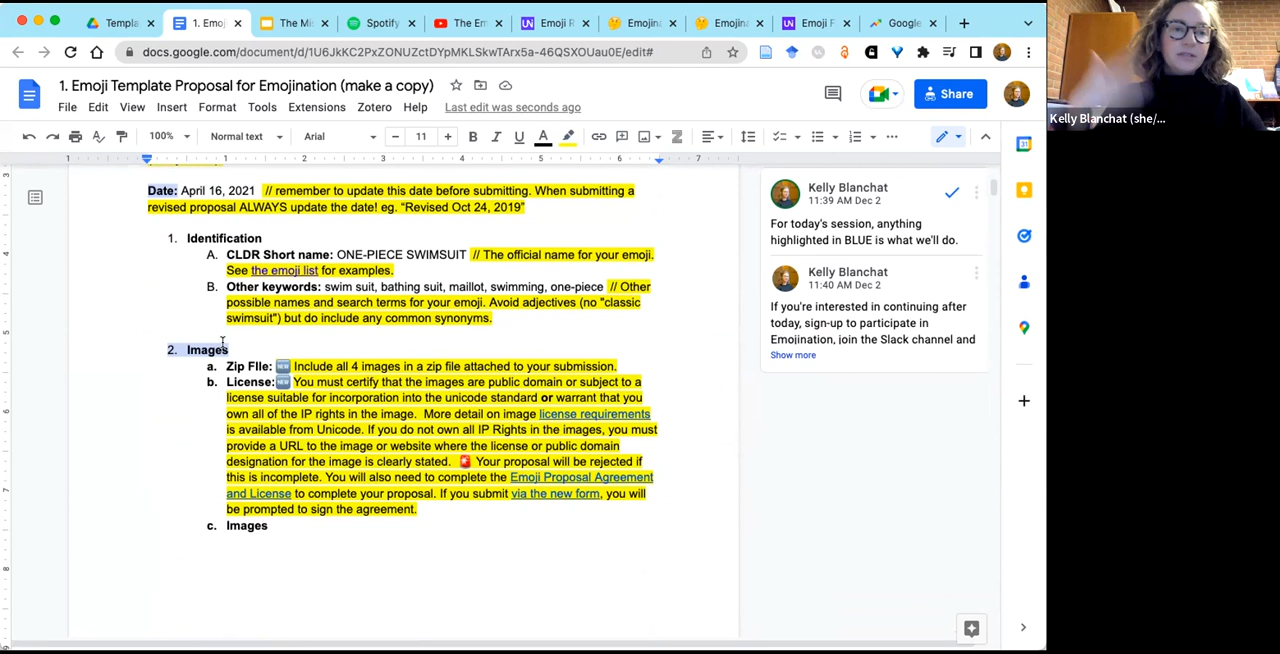 Templa
1. Emoj
The Mis
Spotify
The Em
Emoji R
Emojina
Emojina
Emoji F
Google
docs.google.com/document/d/1U6JkKC2PxZONUZctDYpMKLSkwTArx5a-46QSXOUau0E/edit#
1. Emoji Template Proposal for Emojination (make a copy)
File Edit View Insert Format Tools Extensions Zotero Help Last edit was seconds ago
Share
100% Normal text Arial 11
Date: April 16, 2021 // remember to update this date before submitting. When submitting a
revised proposal ALWAYS update the date! eg. “Revised Oct 24, 2019”
1. Identification
A. CLDR Short name: ONE-PIECE SWIMSUIT // The official name for your emoji.
See the emoji list for examples.
B. Other keywords: swim suit, bathing suit, maillot, swimming, one-piece // Other
possible names and search terms for your emoji. Avoid adjectives (no "classic
swimsuit") but do include any common synonyms.
2. Images
a. Zip FIle: 🆕 Include all 4 images in a zip file attached to your submission.
b. License:🆕 You must certify that the images are public domain or subject to a
license suitable for incorporation into the unicode standard or warrant that you
own all of the IP rights in the image. More detail on image license requirements
is available from Unicode. If you do not own all IP Rights in the images, you must
provide a URL to the image or website where the license or public domain
designation for the image is clearly stated. 🚨 Your proposal will be rejected if
this is incomplete. You will also need to complete the Emoji Proposal Agreement
and License to complete your proposal. If you submit via the new form, you will
be prompted to sign the agreement.
c. Images
Kelly Blanchat
11:39 AM Dec 2
For today's session, anything
highlighted in BLUE is what we'll do.
Kelly Blanchat
11:40 AM Dec 2
If you're interested in continuing after
today, sign-up to participate in
Emojination, join the Slack channel and
Show more
Kelly Blanchat (she/...